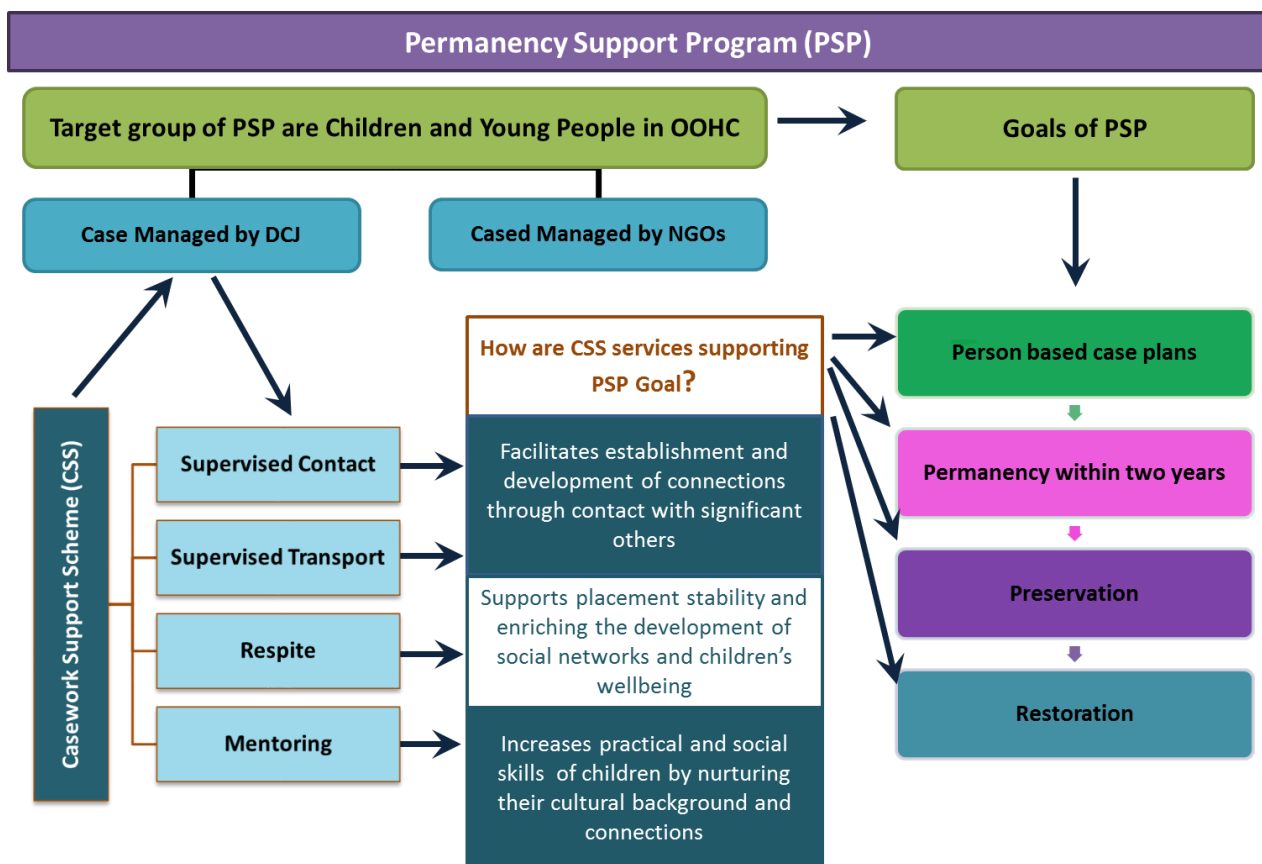 Permanency Support Program (PSP)
Target group of PSP are Children and Young People in OOHC
Goals of PSP
Case Managed by DCJ
Cased Managed by NGOs
Casework Support Scheme (CSS)
Supervised Contact
Supervised Transport
Respite
Mentoring
How are CSS services supporting
PSP Goal?
Facilitates establishment and
development of connections
through contact with significant
others
Supports placement stability and
enriching the development of
social networks and children’s
wellbeing
Increases practical and social
skills of children by nurturing
their cultural background and
connections
Person based case plans
Permanency within two years
Preservation
Restoration